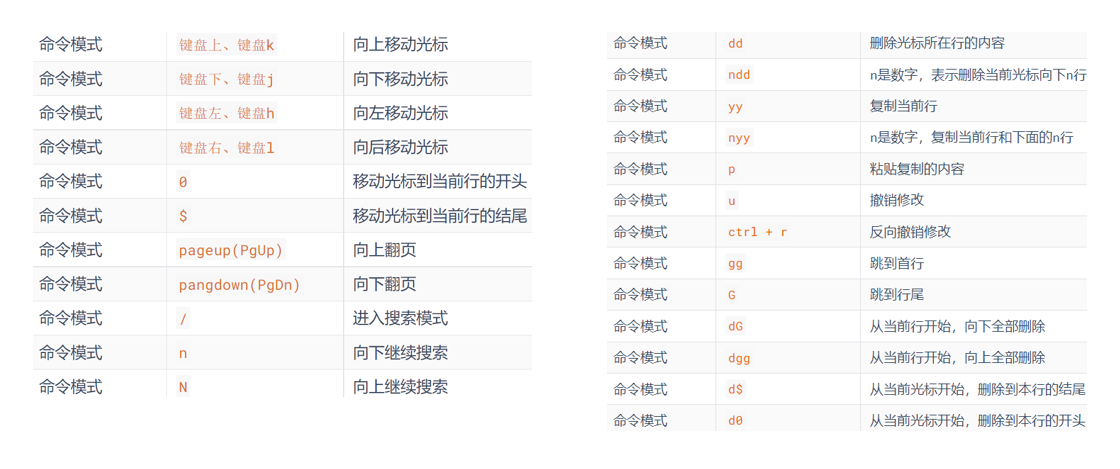 命令模式 键盘上、键盘k 向上移动光标
命令模式 键盘下、键盘j 向下移动光标
命令模式 键盘左、键盘h 向左移动光标
命令模式 键盘右、键盘l 向后移动光标
命令模式 0 移动光标到当前行的开头
命令模式 $ 移动光标到当前行的结尾
命令模式 pageup(PgUp) 向上翻页
命令模式 pangdown(PgDn) 向下翻页
命令模式 / 进入搜索模式
命令模式 n 向下继续搜索
命令模式 N 向上继续搜索
命令模式 dd 删除光标所在行的内容
命令模式 ndd n是数字，表示删除当前光标向下n行
命令模式 yy 复制当前行
命令模式 nyy n是数字，复制当前行和下面的n行
命令模式 p 粘贴复制的内容
命令模式 u 撤销修改
命令模式 ctrl + r 反向撤销修改
命令模式 gg 跳到首行
命令模式 G 跳到行尾
命令模式 dG 从当前行开始，向下全部删除
命令模式 dgg 从当前行开始，向上全部删除
命令模式 d$ 从当前光标开始，删除到本行的结尾
命令模式 d0 从当前光标开始，删除到本行的开头